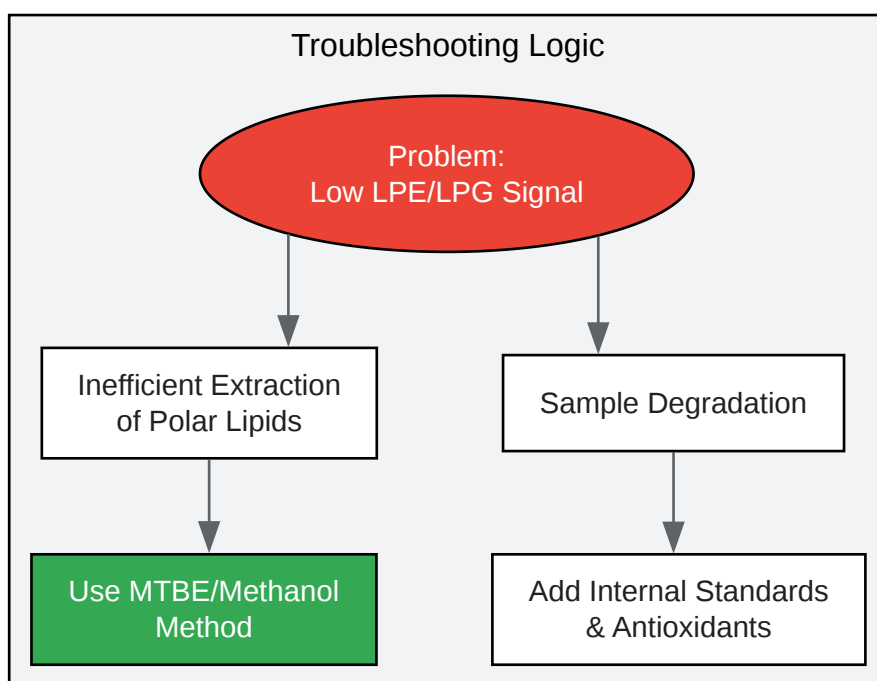 Troubleshooting Logic
Problem:
Low LPE/LPG Signal
Inefficient Extraction
of Polar Lipids
Sample Degradation
Use MTBE/Methanol
Method
Add Internal Standards
& Antioxidants